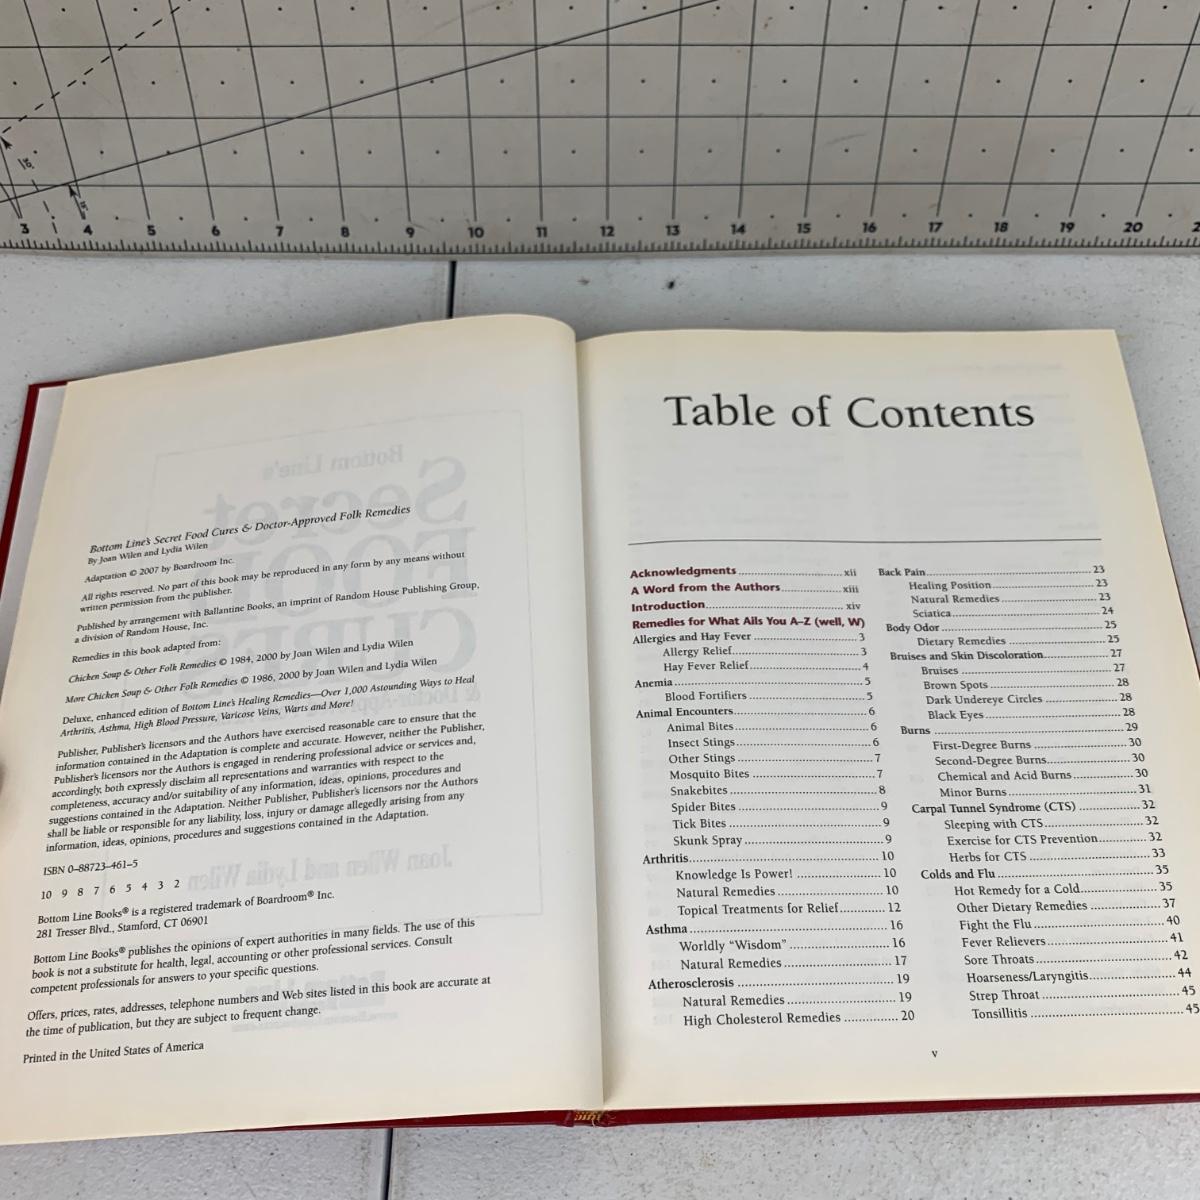 3 4 5 6 7 8 9 10 11 12 13 14 15 16 17 18 19 20
Bottom Line's Secret Food Cures & Doctor-Approved Folk Remedies
By Joan Wilen and Lydia Wilen
Adaptation © 2007 by Boardroom Inc.
All rights reserved. No part of this book may be reproduced in any form by any means without
written permission from the publisher.
Published by arrangement with Ballantine Books, an imprint of Random House Publishing Group,
a division of Random House, Inc.
Remedies in this book adapted from:
Chicken Soup & Other Folk Remedies © 1984, 2000 by Joan Wilen and Lydia Wilen
More Chicken Soup & Other Folk Remedies © 1986, 2000 by Joan Wilen and Lydia Wilen
Deluxe, enhanced edition of Bottom Line's Healing Remedies—Over 1,000 Astounding Ways to Heal
Arthritis, Asthma, High Blood Pressure, Varicose Veins, Warts and More!
Publisher, Publisher's licensors and the Authors have exercised reasonable care to ensure that the
information contained in the Adaptation is complete and accurate. However, neither the Publisher,
Publisher's licensors nor the Authors is engaged in rendering professional advice or services and,
accordingly, both expressly disclaim all representations and warranties with respect to the
completeness, accuracy and/or suitability of any information, ideas, opinions, procedures and
suggestions contained in the Adaptation. Neither Publisher, Publisher's licensors nor the Authors
shall be liable or responsible for any liability, loss, injury or damage allegedly arising from any
information, ideas, opinions, procedures and suggestions contained in the Adaptation.
ISBN 0-88723-461-5
10 9 8 7 6 5 4 3 2
Bottom Line Books® is a registered trademark of Boardroom® Inc.
281 Tresser Blvd., Stamford, CT 06901
Bottom Line Books® publishes the opinions of expert authorities in many fields. The use of this
book is not a substitute for health, legal, accounting or other professional services. Consult
competent professionals for answers to your specific questions.
Offers, prices, rates, addresses, telephone numbers and Web sites listed in this book are accurate at
the time of publication, but they are subject to frequent change.
Printed in the United States of America
Table of Contents
Acknowledgments xii
A Word from the Authors xiii
Introduction xiv
Remedies for What Ails You A–Z (well, W)
Allergies and Hay Fever 3
Allergy Relief 3
Hay Fever Relief 4
Anemia 5
Blood Fortifiers 5
Animal Encounters 6
Animal Bites 6
Insect Stings 6
Other Stings 7
Mosquito Bites 7
Snakebites 8
Spider Bites 9
Tick Bites 9
Skunk Spray 9
Arthritis 10
Knowledge Is Power! 10
Natural Remedies 10
Topical Treatments for Relief 12
Asthma 16
Worldly “Wisdom” 16
Natural Remedies 17
Atherosclerosis 19
Natural Remedies 19
High Cholesterol Remedies 20
Back Pain 23
Healing Position 23
Natural Remedies 23
Sciatica 24
Body Odor 25
Dietary Remedies 25
Bruises and Skin Discoloration 27
Bruises 27
Brown Spots 28
Dark Undereye Circles 28
Black Eyes 28
Burns 29
First-Degree Burns 30
Second-Degree Burns 30
Chemical and Acid Burns 30
Minor Burns 31
Carpal Tunnel Syndrome (CTS) 32
Sleeping with CTS 32
Exercise for CTS Prevention 32
Herbs for CTS 33
Colds and Flu 35
Hot Remedy for a Cold 35
Other Dietary Remedies 37
Fight the Flu 40
Fever Relievers 41
Sore Throats 42
Hoarseness/Laryngitis 44
Strep Throat 45
Tonsillitis 45
v